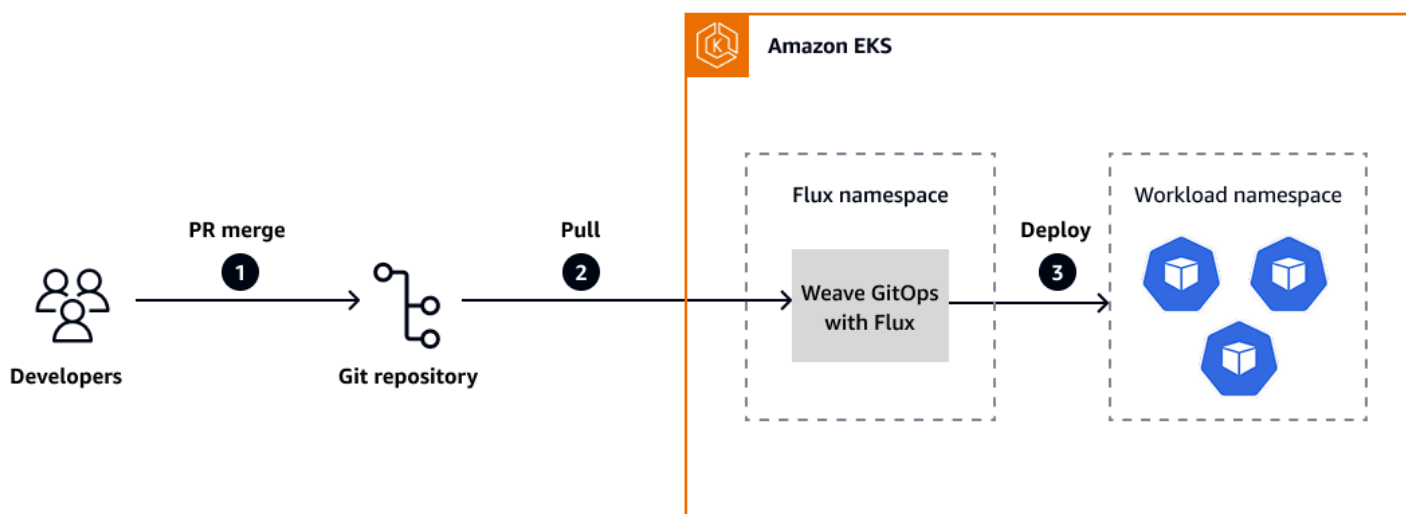 Amazon EKS
Flux namespace
Workload namespace
PR merge
1
Pull
2
Deploy
3
K
Weave GitOps
with Flux
Developers
Git repository